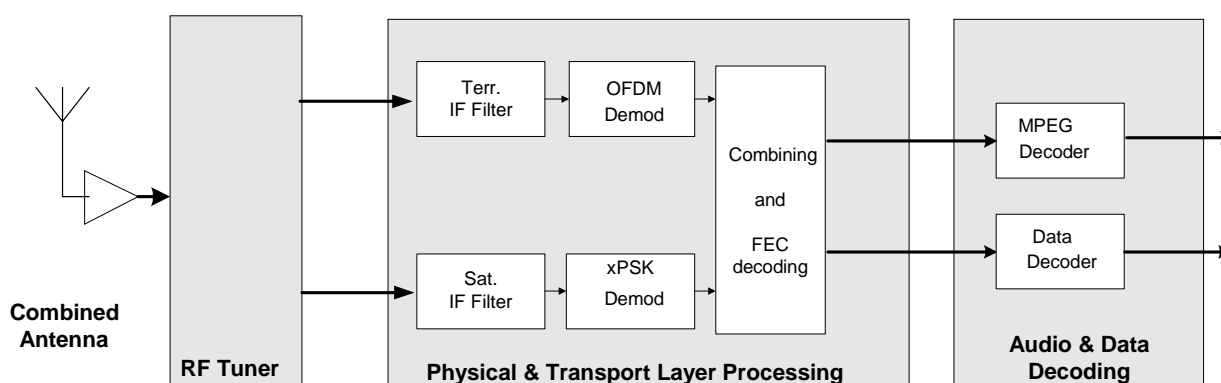 Combined
Antenna
RF Tuner
Terr.
IF Filter
OFDM
Demod
Sat.
IF Filter
xPSK
Demod
Combining
and
FEC
decoding
Physical & Transport Layer Processing
MPEG
Decoder
Data
Decoder
Audio & Data
Decoding